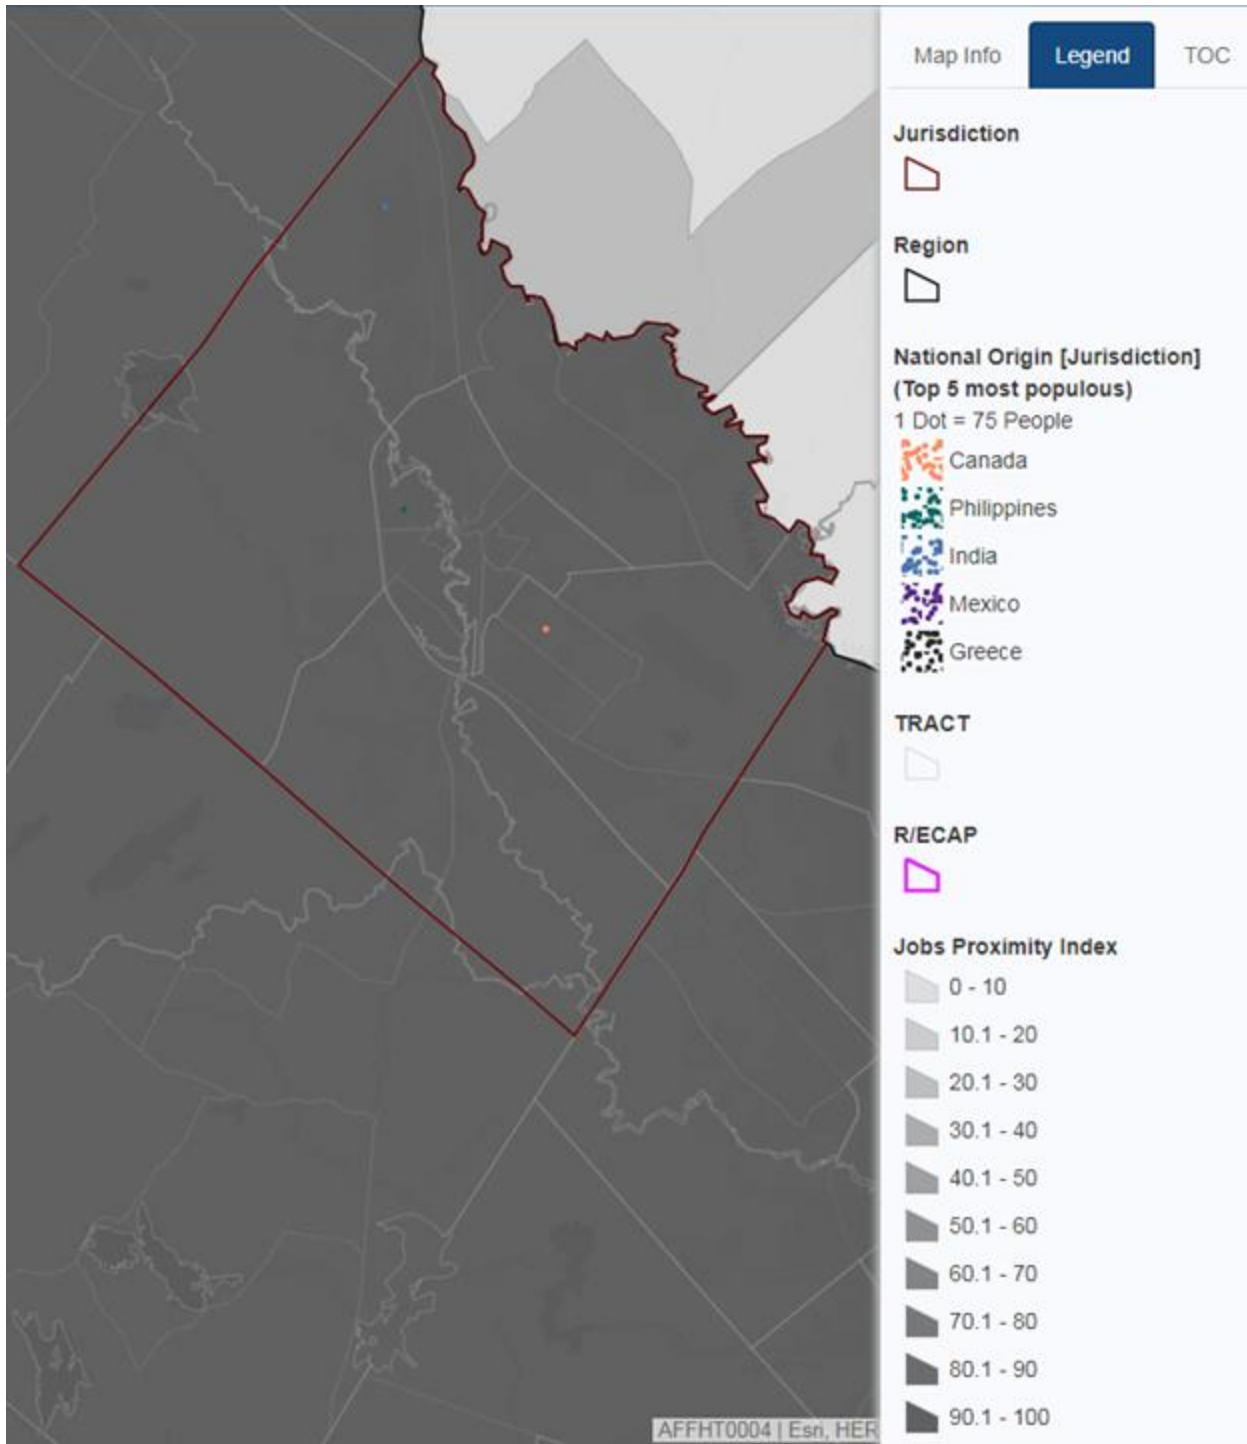 Map Info Legend TOC
Jurisdiction
Region
National Origin [Jurisdiction]
(Top 5 most populous)
1 Dot = 75 People
Canada
Philippines
India
Mexico
Greece
TRACT
R/ECAP
Jobs Proximity Index
0 - 10
10.1 - 20
20.1 - 30
30.1 - 40
40.1 - 50
50.1 - 60
60.1 - 70
70.1 - 80
80.1 - 90
90.1 - 100
AFFHT0004 | Esri, HER